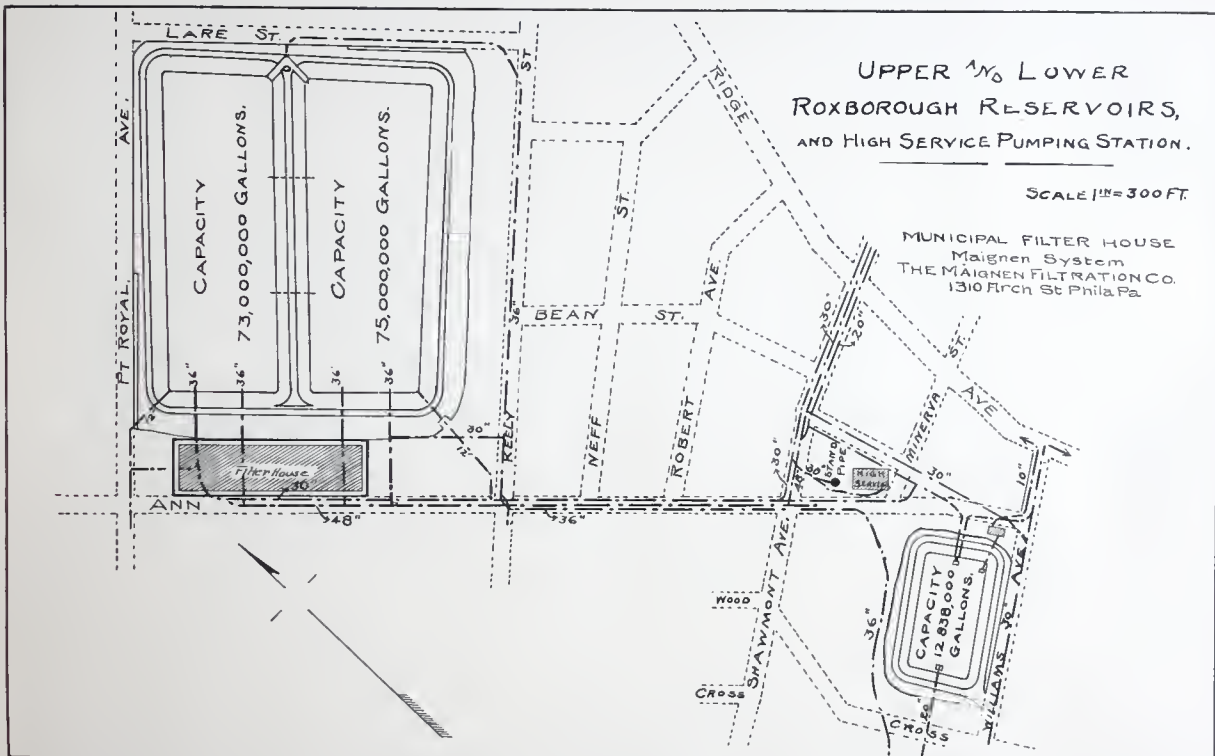 UPPER AND LOWER
ROXBOROUGH RESERVOIRS,
AND HIGH SERVICE PUMPING STATION.
SCALE 1IN=300 FT.
MUNICIPAL FILTER HOUSE
Maignen System
THE MAIGNEN FILTRATION CO.
1310 Arch St Phila Pa
LARE ST.
ST
PT ROYAL AVE.
CAPACITY
73,000,000 GALLONS.
CAPACITY
75,000,000 GALLONS.
36"
36"
36"
36"
12"
30"
36"
KEELY
Filter House
30"
ANN
48"
36"
RIDGE
AVE
BEAN ST.
NEFF
ST.
ROBERT
AVE.
30"
20"
30"
STAND
PIPE
30"
HIGH
SERVICE
MINERVA
ST.
30"
10"
SHAWMONT AVE.
WOOD
CROSS
CROSS
36"
CAPACITY
12 838,000
GALLONS.
20"
WILLIAMS AVE.
30"